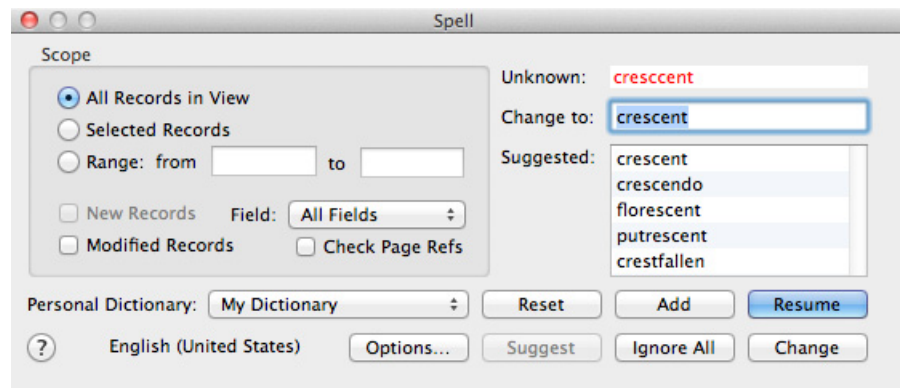 Spell
Scope
All Records in View
Selected Records
Range: from to
New Records Field: All Fields
Modified Records Check Page Refs
Unknown: cresccent
Change to: crescent
Suggested: crescent
crescendo
florescent
putrescent
crestfallen
Personal Dictionary: My Dictionary Reset Add Resume
? English (United States) Options... Suggest Ignore All Change